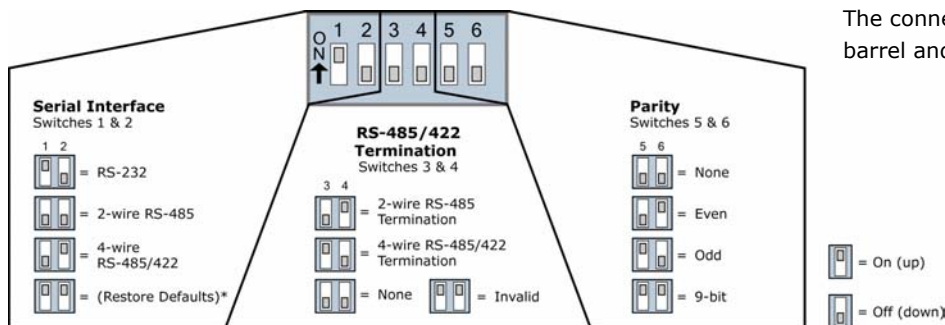 The conne
barrel and
ON
1 2 3 4 5 6
Serial Interface
Switches 1 & 2
1 2
= RS-232
= 2-wire RS-485
= 4-wire
RS-485/422
= (Restore Defaults)*
RS-485/422
Termination
Switches 3 & 4
3 4
= 2-wire RS-485
Termination
= 4-wire RS-485/422
Termination
= None
= Invalid
Parity
Switches 5 & 6
5 6
= None
= Even
= Odd
= 9-bit
= On (up)
= Off (down)